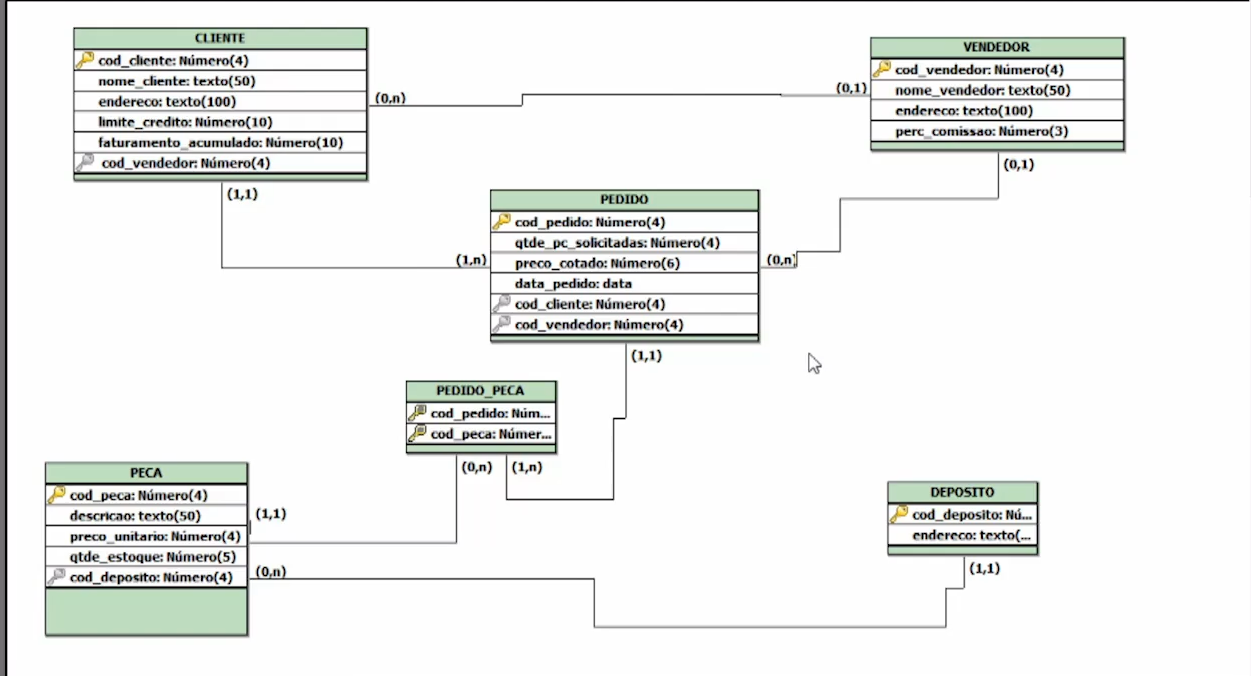 CLIENTE
cod_cliente: Número(4)
nome_cliente: texto(50)
endereco: texto(100)
limite_credito: Número(10)
faturamento_acumulado: Número(10)
cod_vendedor: Número(4)
(0,n)
(1,1)
(0,1)
VENDEDOR
cod_vendedor: Número(4)
nome_vendedor: texto(50)
endereco: texto(100)
perc_comissao: Número(3)
(0,1)
PEDIDO
cod_pedido: Número(4)
qtde_pc_solicitadas: Número(4)
preco_cotado: Número(6)
data_pedido: data
cod_cliente: Número(4)
cod_vendedor: Número(4)
(1,n)
(0,n)
(1,1)
PEDIDO_PECA
cod_pedido: Núm...
cod_peca: Númer...
(0,n)
(1,n)
PECA
cod_peca: Número(4)
descricao: texto(50)
preco_unitario: Número(4)
qtde_estoque: Número(5)
cod_deposito: Número(4)
(1,1)
(0,n)
DEPOSITO
cod_deposito: Nú...
endereco: texto(...
(1,1)